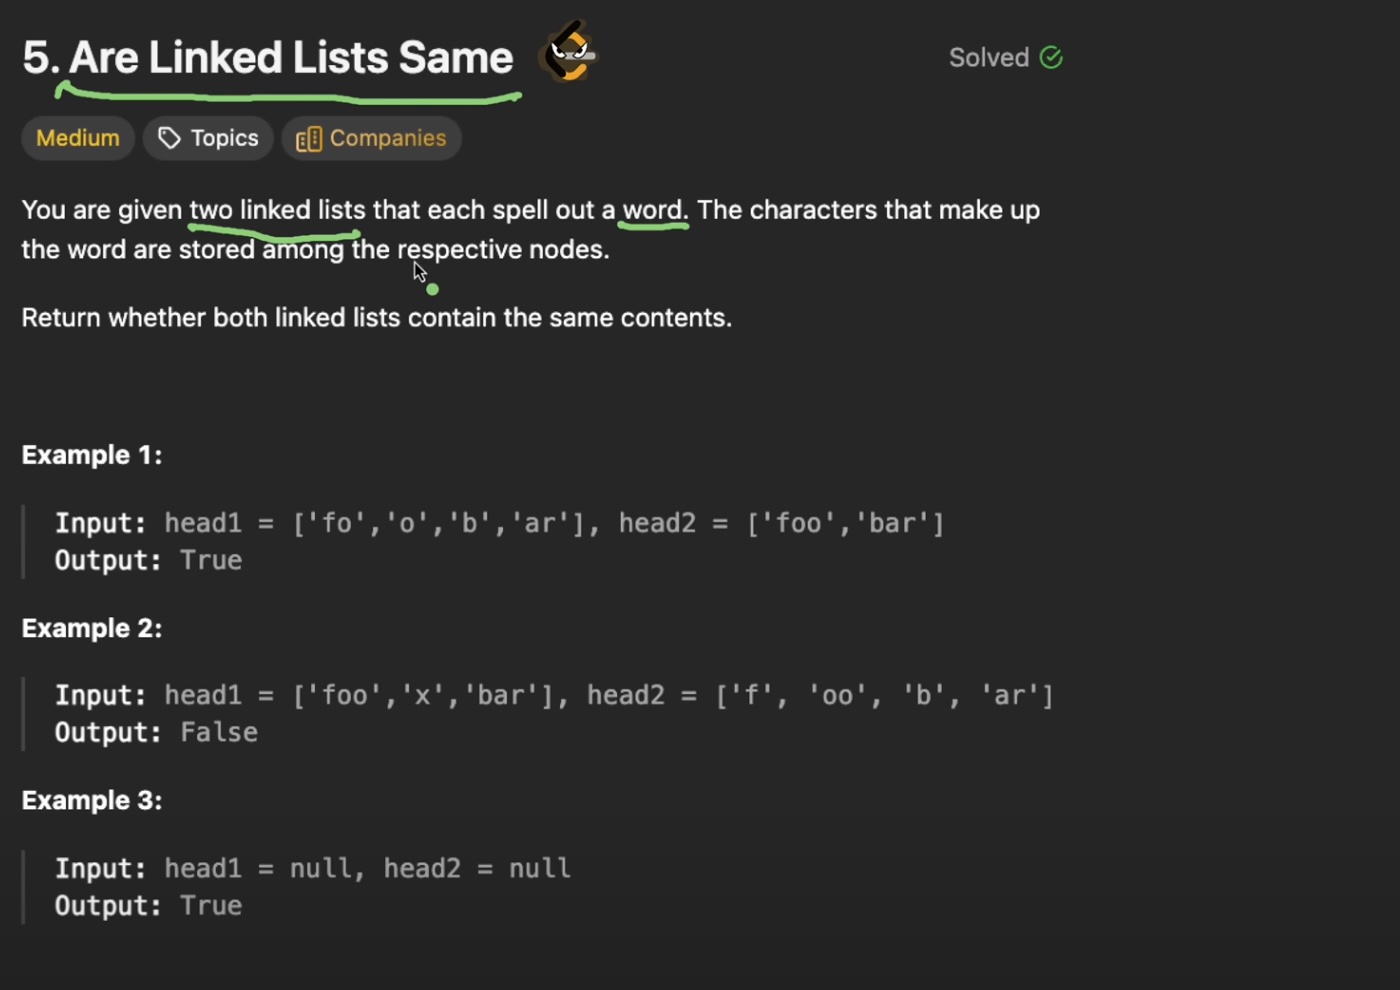 5. Are Linked Lists Same
Solved
Medium
Topics
Companies
You are given two linked lists that each spell out a word. The characters that make up
the word are stored among the respective nodes.
Return whether both linked lists contain the same contents.
Example 1:
Input: head1 = ['fo','o','b','ar'], head2 = ['foo','bar']
Output: True
Example 2:
Input: head1 = ['foo','x','bar'], head2 = ['f', 'oo', 'b', 'ar']
Output: False
Example 3:
Input: head1 = null, head2 = null
Output: True